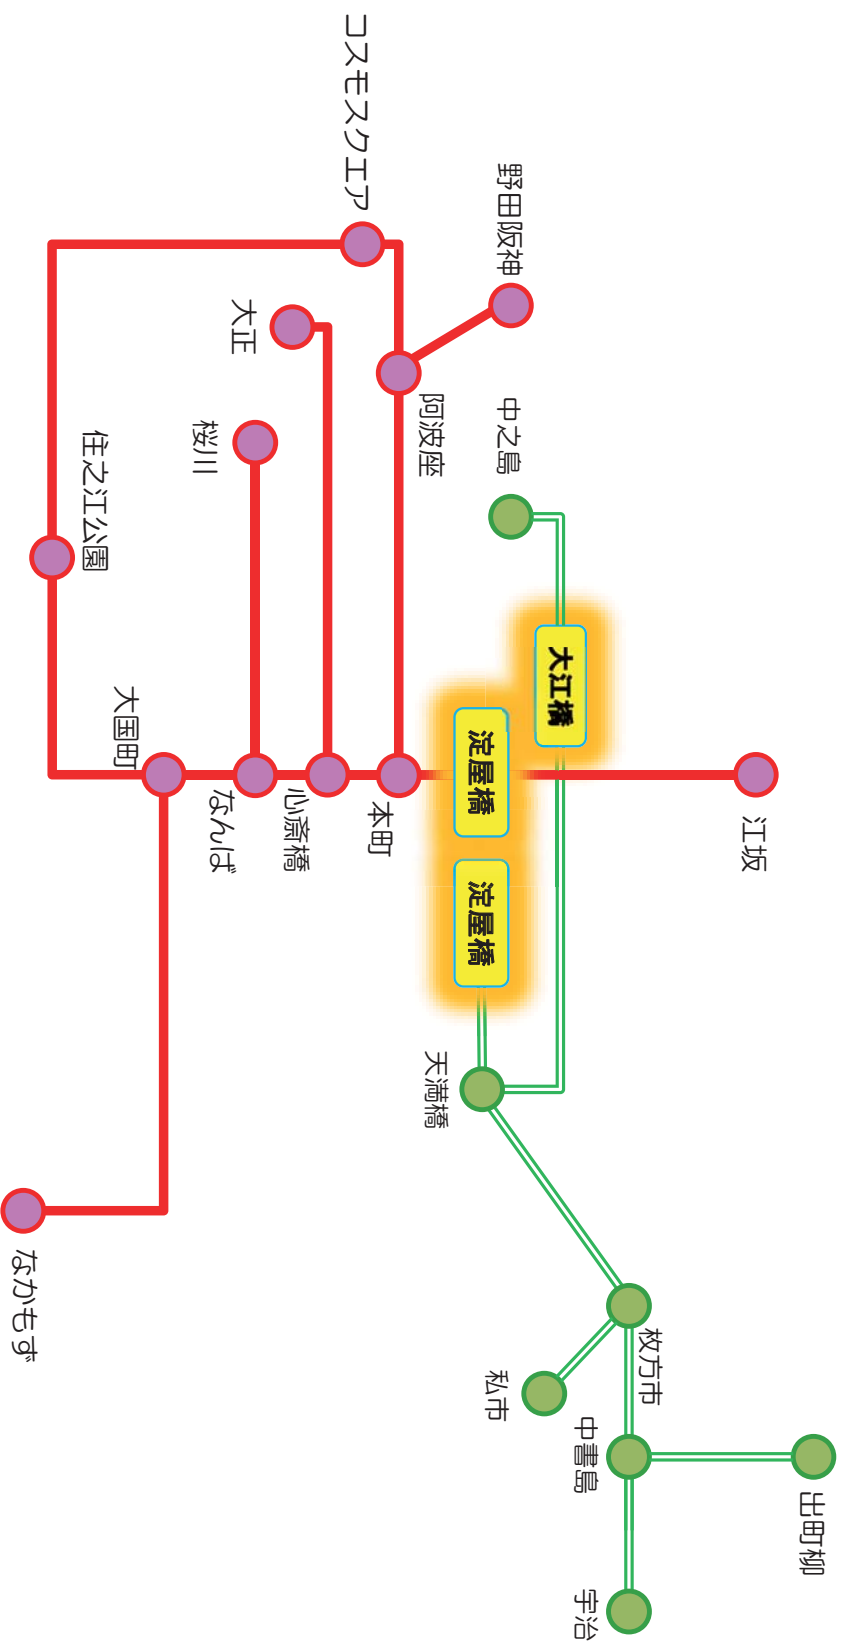 コスモスクエア
野田阪神
大正
中之島
阿波座
桜川
住之江公園
大江橋
大国町
淀屋橋
なんば
心斎橋
本町
江坂
淀屋橋
天満橋
なかもず
枚方市
私市
中書島
出町柳
宇治